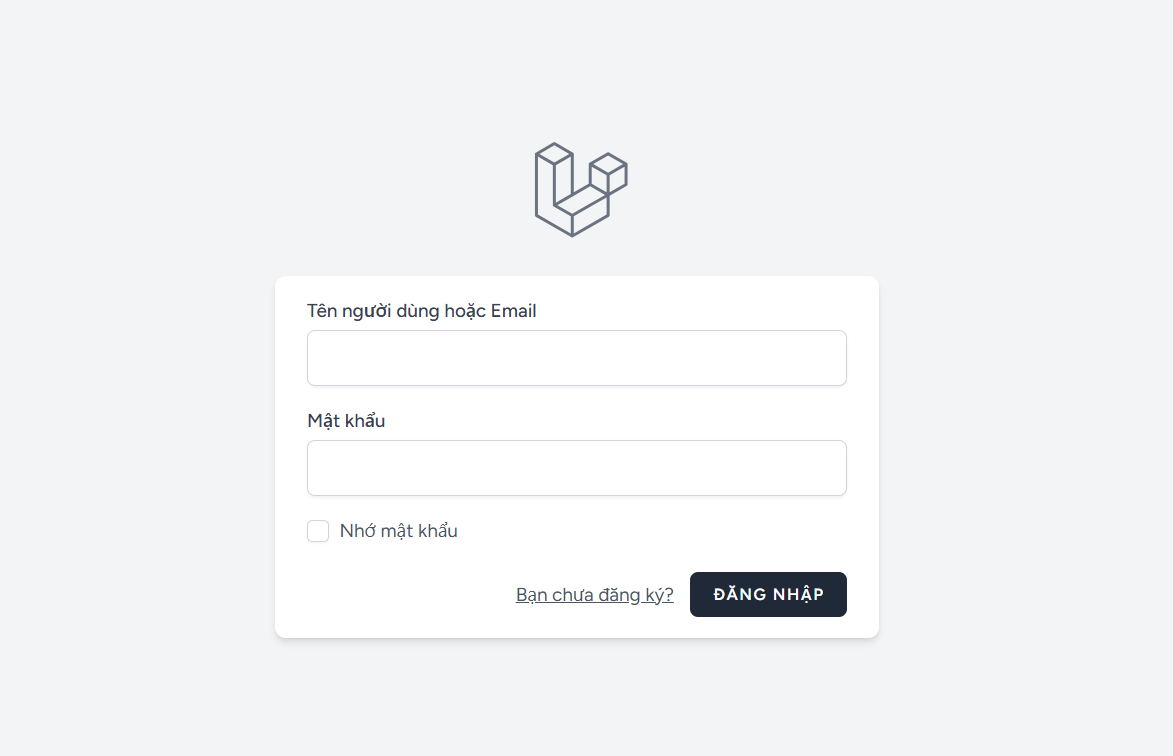 Tên người dùng hoặc Email
Mật khẩu
Nhớ mật khẩu
Bạn chưa đăng ký?
ĐĂNG NHẬP